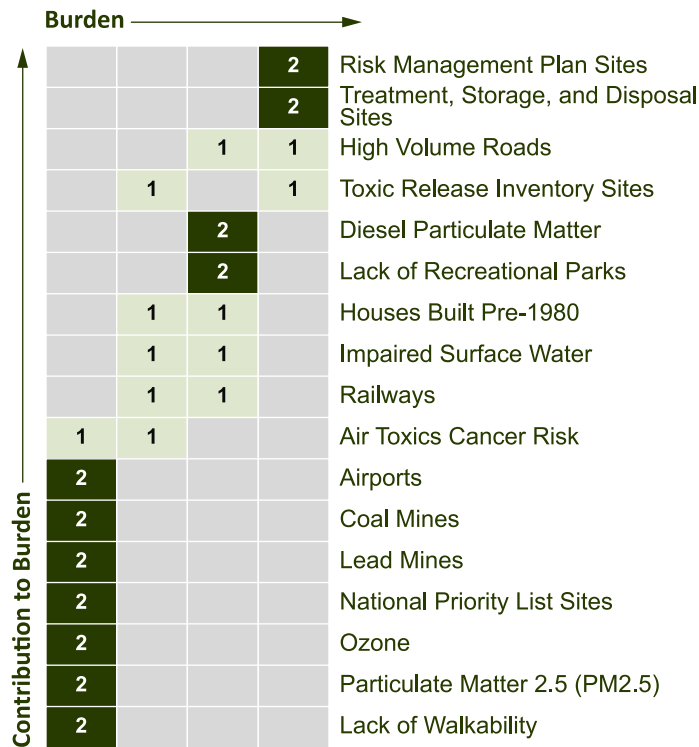 Burden
2 Risk Management Plan Sites
2 Treatment, Storage, and Disposal
Sites
1 1 High Volume Roads
1 1 Toxic Release Inventory Sites
2 Diesel Particulate Matter
2 Lack of Recreational Parks
1 1 Houses Built Pre-1980
1 1 Impaired Surface Water
1 1 Railways
1 1 Air Toxics Cancer Risk
2 Airports
2 Coal Mines
2 Lead Mines
2 National Priority List Sites
2 Ozone
2 Particulate Matter 2.5 (PM2.5)
2 Lack of Walkability
Contribution to Burden